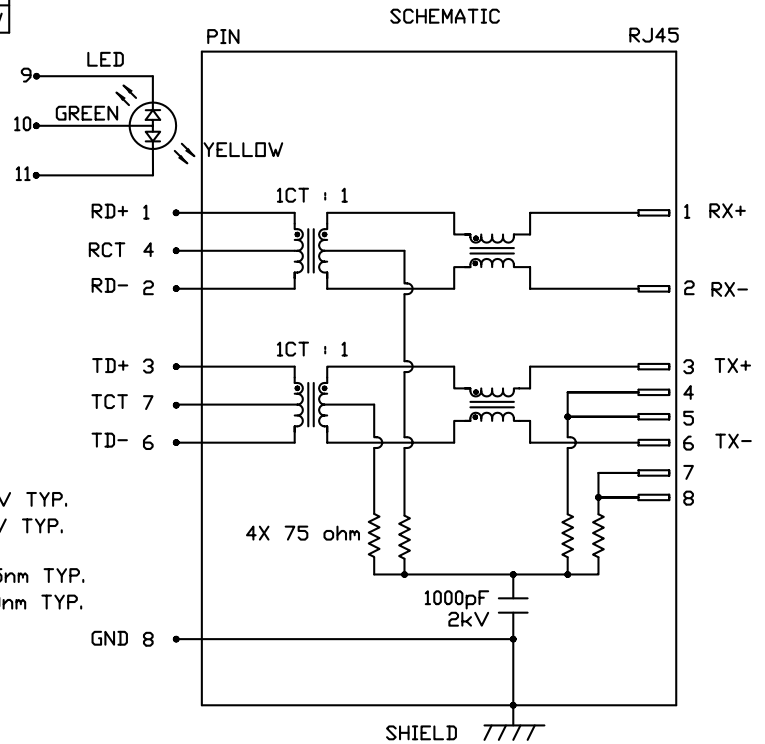 SCHEMATIC
PIN
RJ45
LED
9
10
GREEN
11
YELLOW
1CT : 1
RD+ 1
1 RX+
RCT 4
RD- 2
2 RX-
1CT : 1
TD+ 3
3 TX+
4
TCT 7
5
TD- 6
6 TX-
7
8
V TYP.
V TYP.
4X 75 ohm
nm TYP.
nm TYP.
1000pF
2kV
GND 8
SHIELD